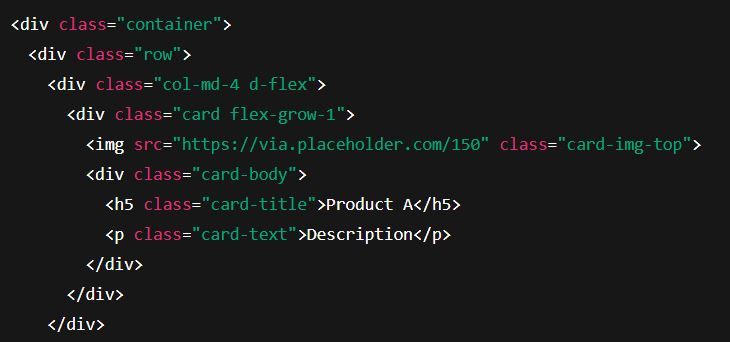 <div class="container">
<div class="row">
<div class="col-md-4 d-flex">
<div class="card flex-grow-1">
<img src="https://via.placeholder.com/150" class="card-img-top">
<div class="card-body">
<h5 class="card-title">Product A</h5>
<p class="card-text">Description</p>
</div>
</div>
</div>